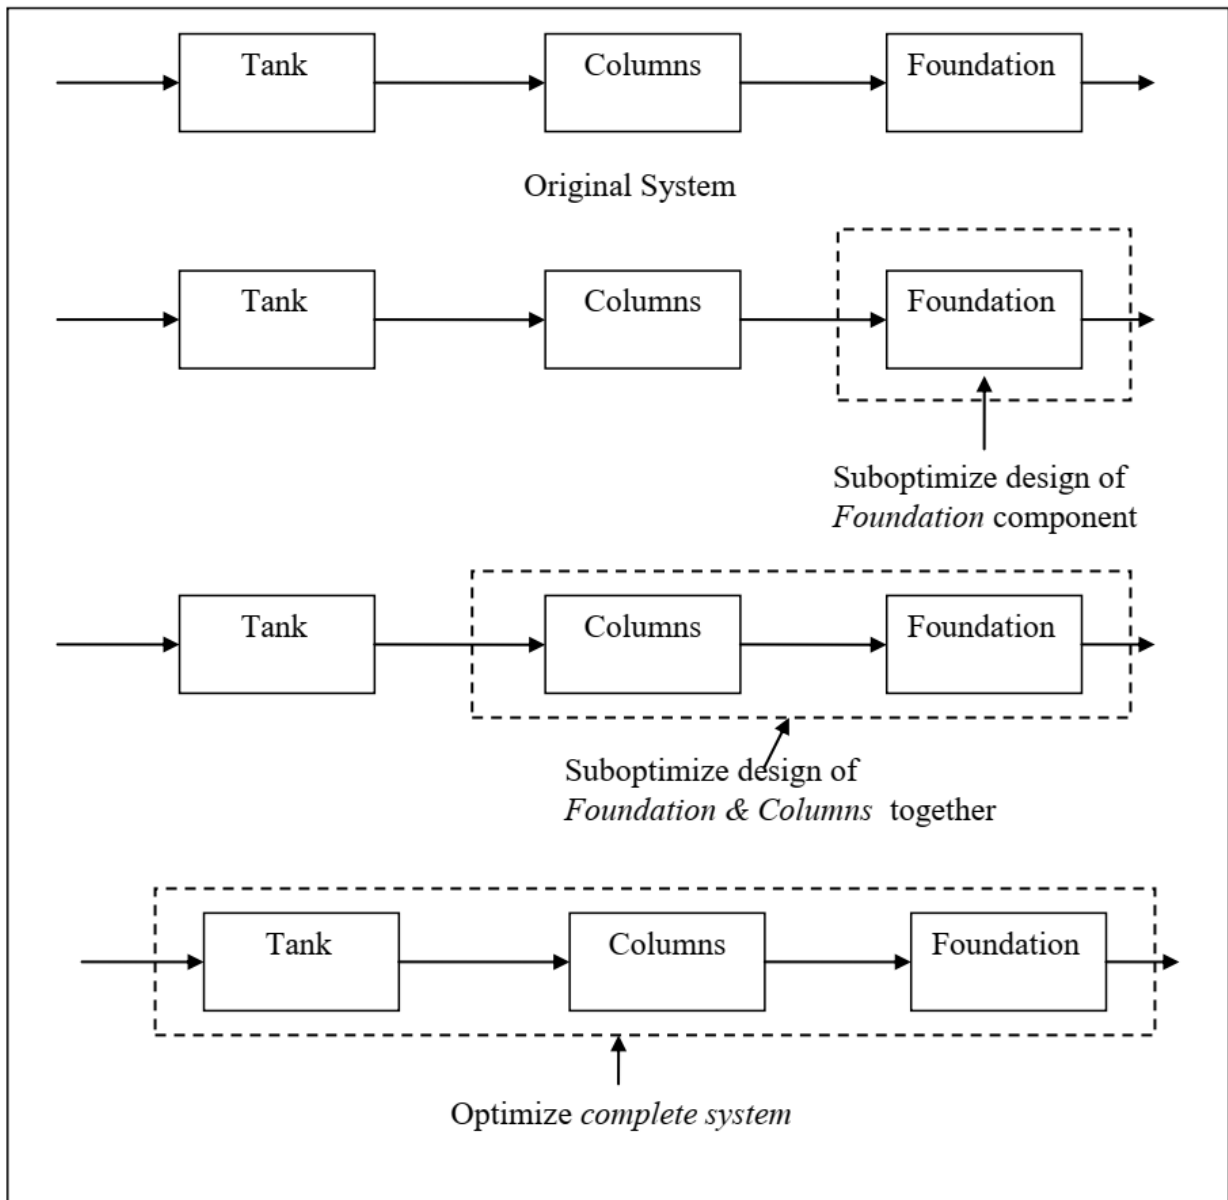 Tank Columns Foundation
Original System
Tank Columns Foundation
Suboptimize design of
Foundation component
Tank Columns Foundation
Suboptimize design of
Foundation & Columns together
Tank Columns Foundation
Optimize complete system